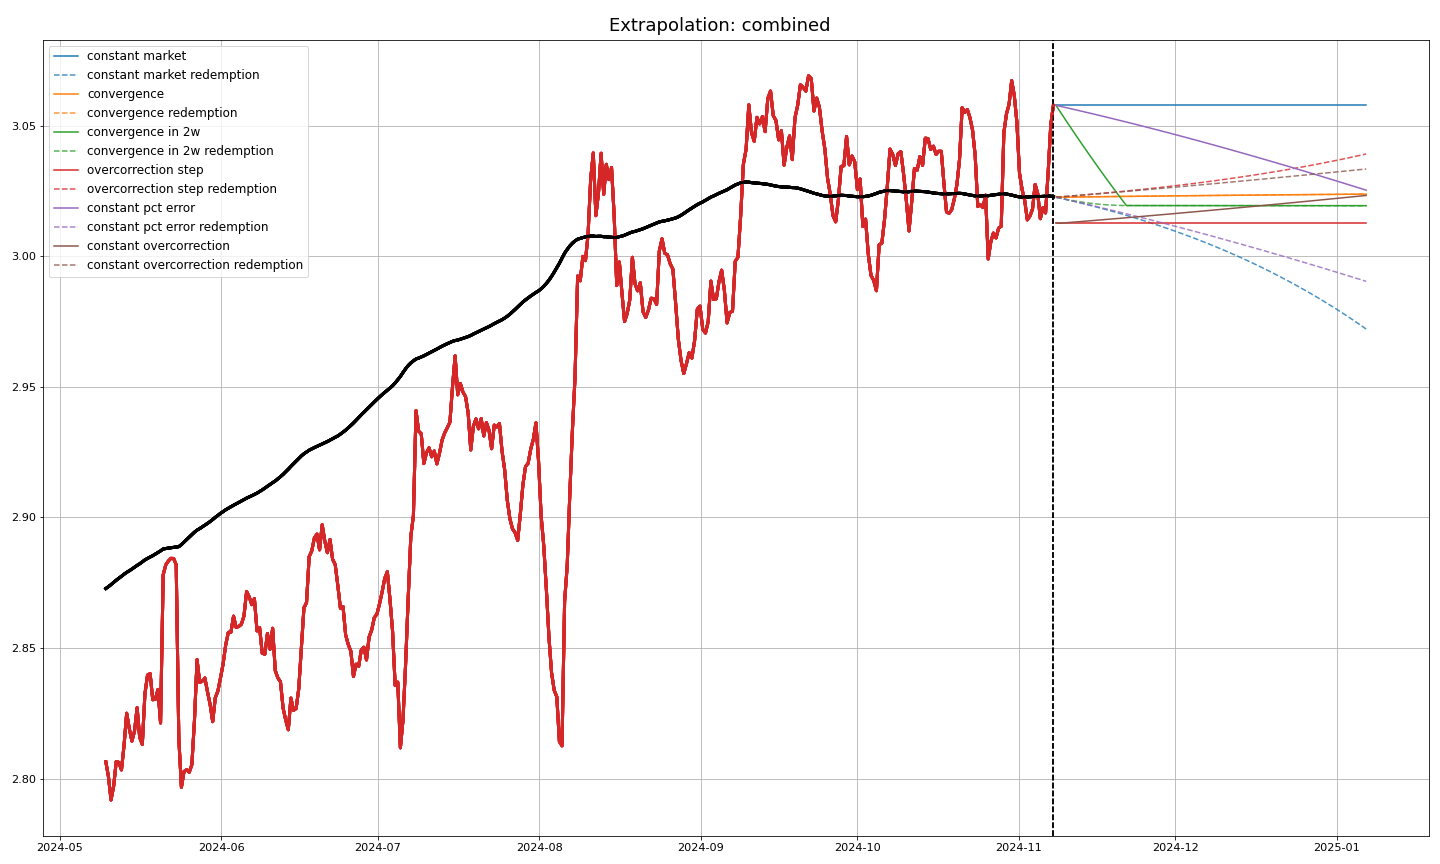 Extrapolation: combined
constant market
constant market redemption
convergence
convergence redemption
convergence in 2w
convergence in 2w redemption
overcorrection step
overcorrection step redemption
constant pct error
constant pct error redemption
constant overcorrection
constant overcorrection redemption
3.05
3.00
2.95
2.90
2.85
2.80
2024-05
2024-06
2024-07
2024-08
2024-09
2024-10
2024-11
2024-12
2025-01